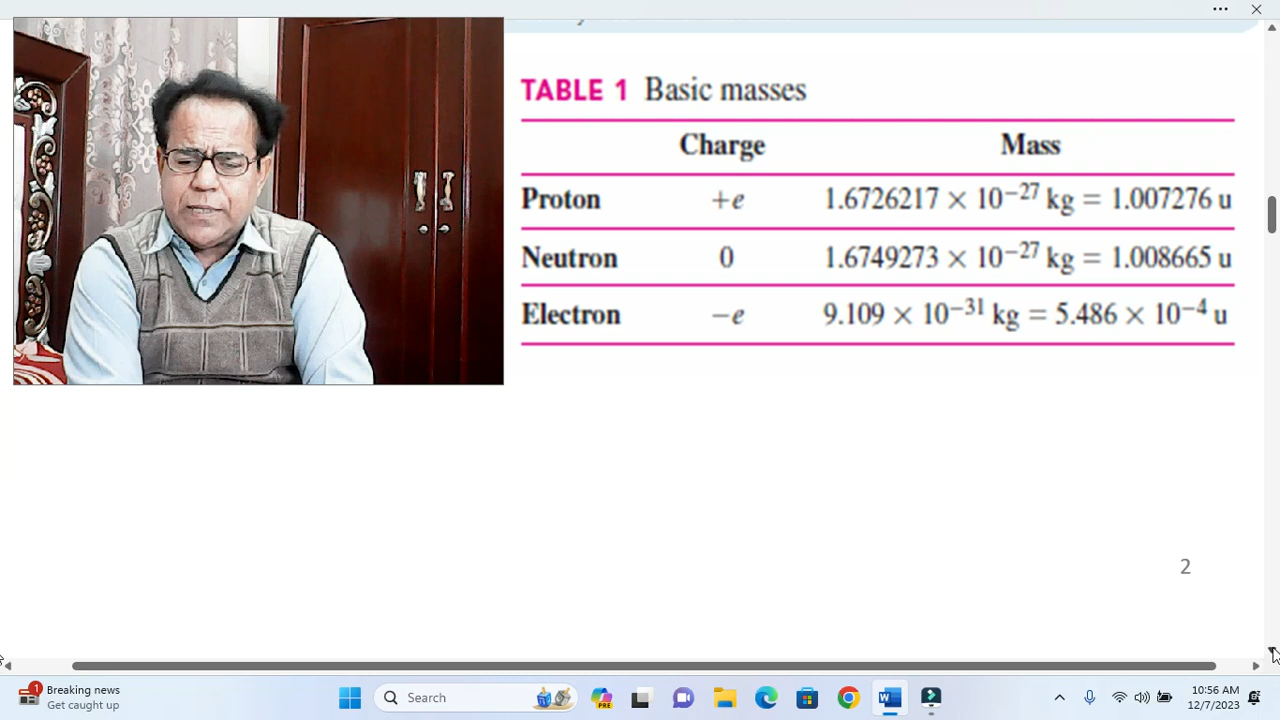 TABLE 1 Basic masses
Charge Mass
Proton +e 1.6726217 × 10⁻²⁷ kg = 1.007276 u
Neutron 0 1.6749273 × 10⁻²⁷ kg = 1.008665 u
Electron −e 9.109 × 10⁻³¹ kg = 5.486 × 10⁻⁴ u
2
1
Breaking news
Get caught up
Search
PRE
W
10:56 AM
12/7/2023